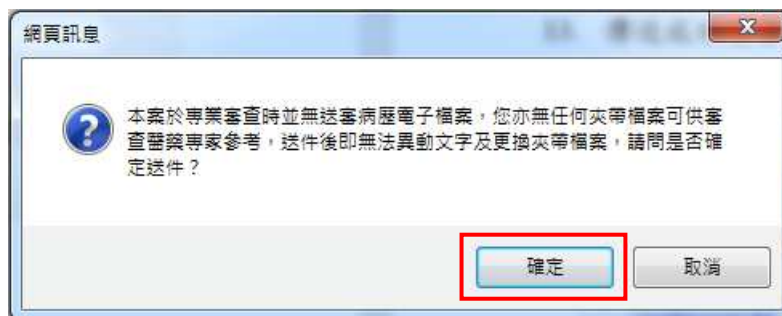 網頁訊息
本案於專業審查時並無送審病歷電子檔案，您亦無任何夾帶檔案可供審
查醫藥專家參考，送件後即無法異動文字及更換夾帶檔案，請問是否確
定送件？
確定
取消